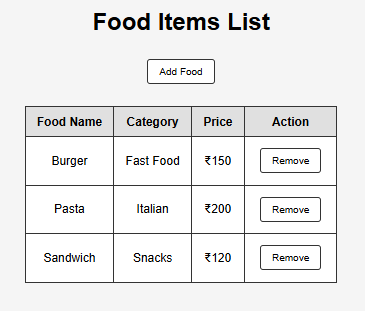 Food Items List
Add Food
Food Name Category Price Action
Burger Fast Food ₹150 Remove
Pasta Italian ₹200 Remove
Sandwich Snacks ₹120 Remove